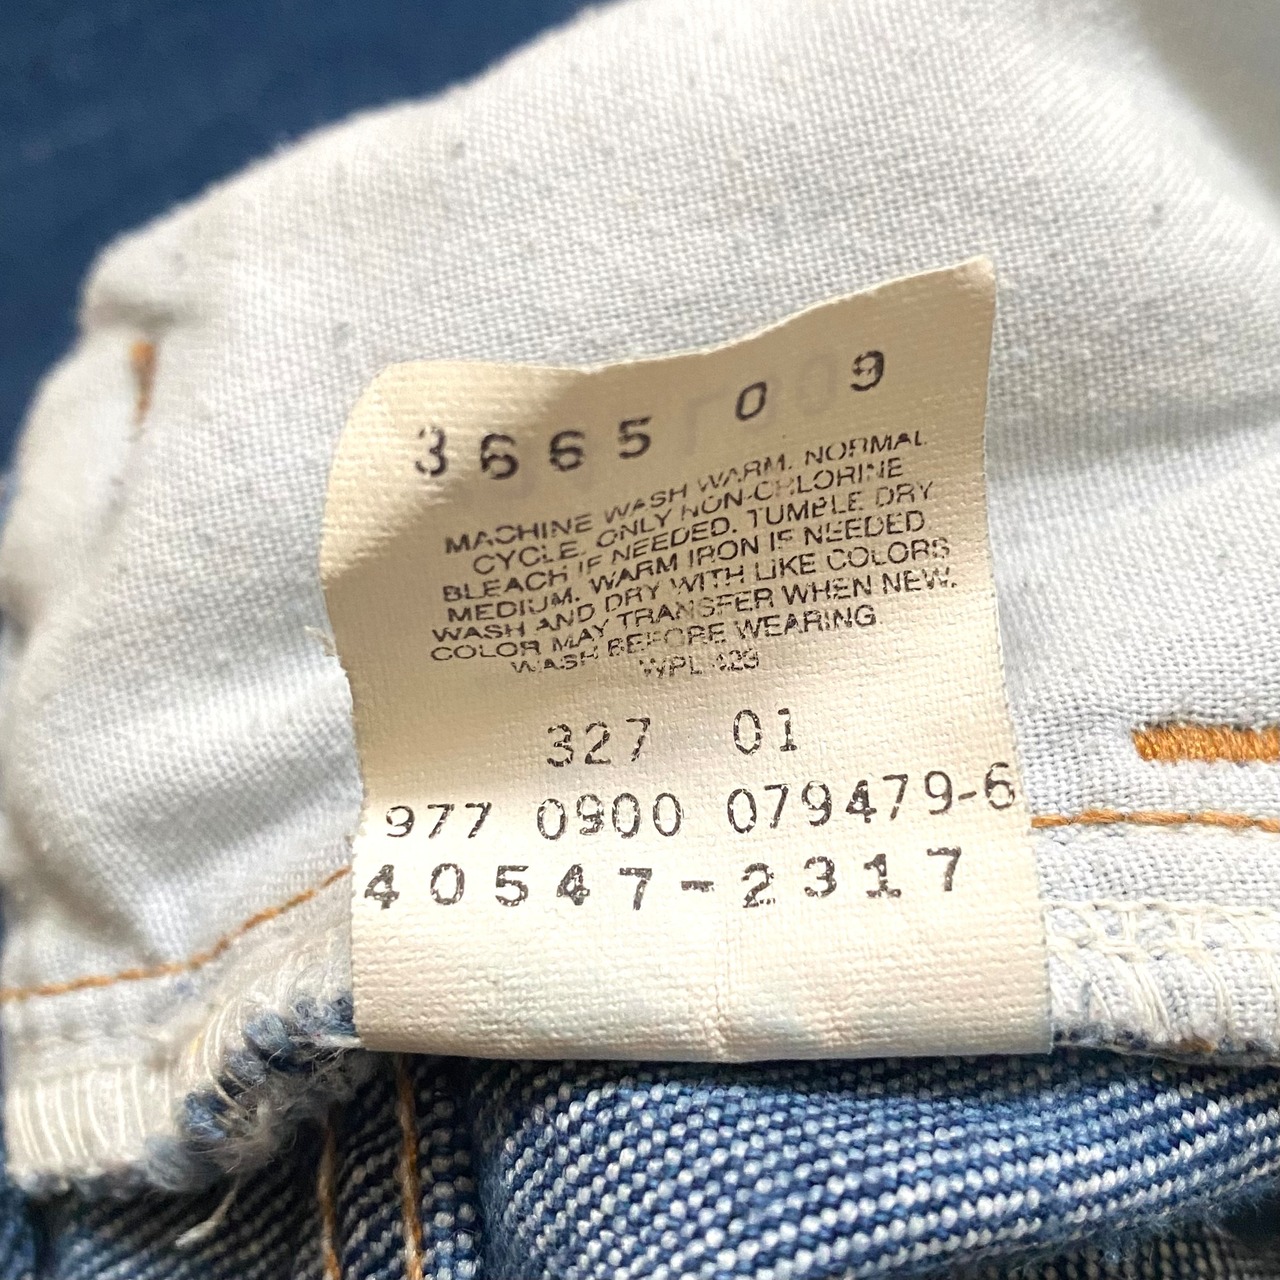 3665 0 9
MACHINE WASH WARM. NORMAL
CYCLE. ONLY NON-CHLORINE
BLEACH IF NEEDED. TUMBLE DRY
MEDIUM. WARM IRON IF NEEDED
WASH AND DRY WITH LIKE COLORS
COLOR MAY TRANSFER WHEN NEW.
WASH BEFORE WEARING
WPL 423
327 01
977 0900 079479-6
40547-2317